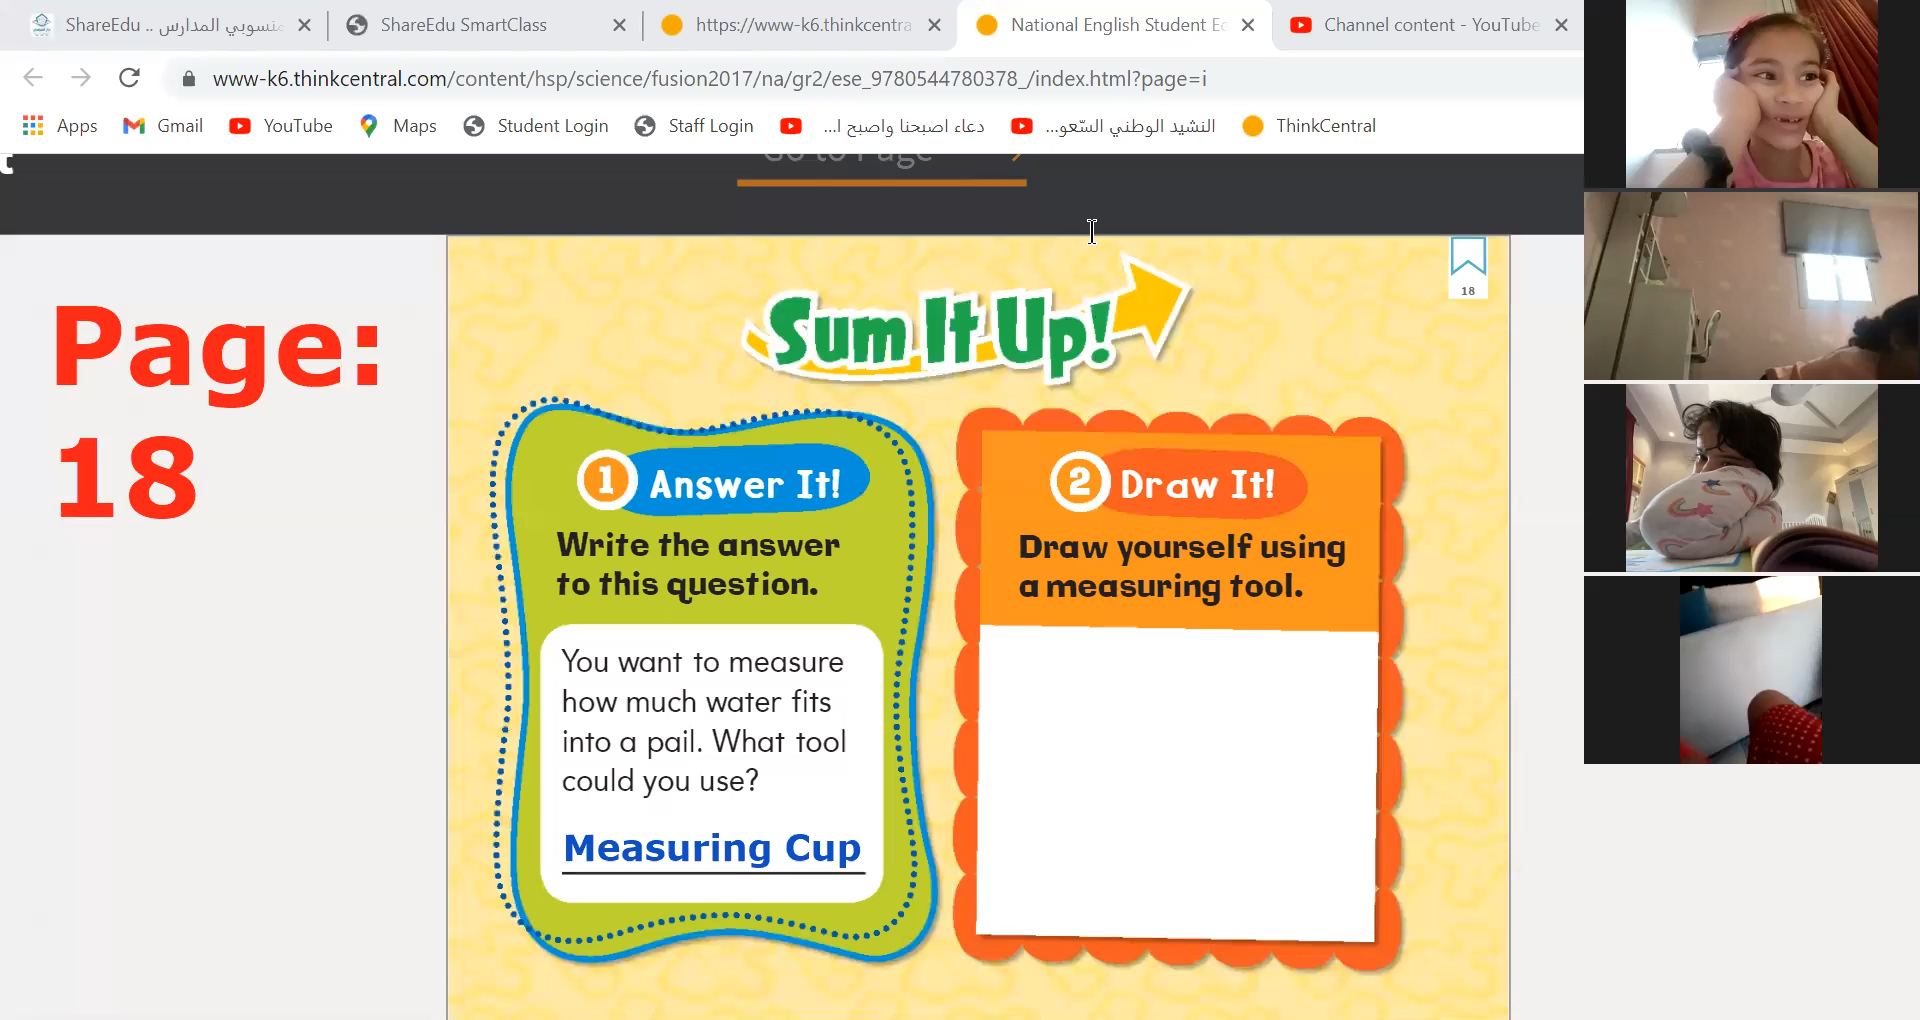 ShareEdu .. منسوبي المدارس
ShareEdu SmartClass
https://www-k6.thinkcentra
National English Student Ec
Channel content - YouTube
www-k6.thinkcentral.com/content/hsp/science/fusion2017/na/gr2/ese_9780544780378_/index.html?page=i
Apps
Gmail
YouTube
Maps
Student Login
Staff Login
دعاء اصبحنا واصبح ا...
النشيد الوطني السّعو...
ThinkCentral
Go to Page
Page:
18
18
Sum It Up!
1 Answer It!
Write the answer
to this question.
You want to measure
how much water fits
into a pail. What tool
could you use?
Measuring Cup
2 Draw It!
Draw yourself using
a measuring tool.